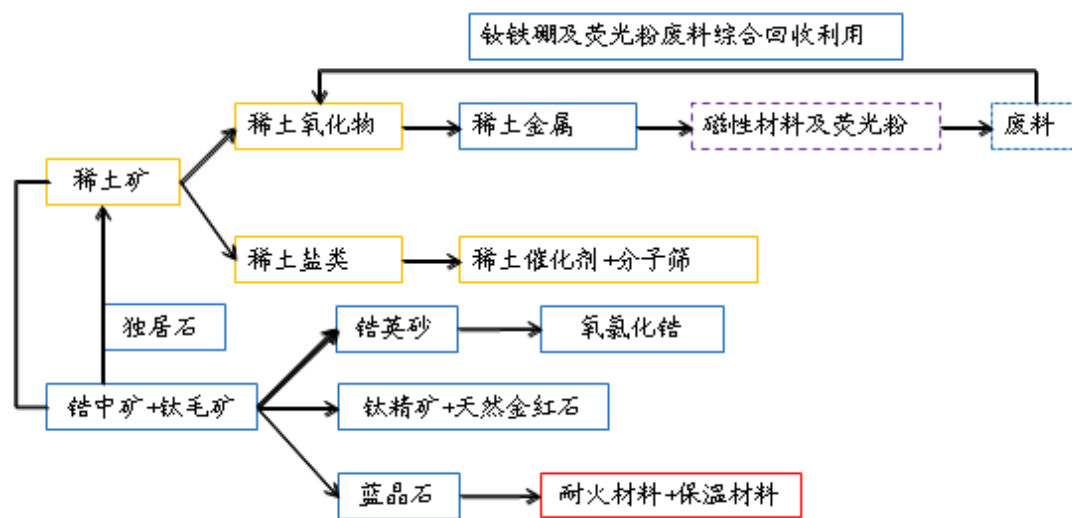 钕铁硼及荧光粉废料综合回收利用
稀土氧化物
稀土金属
磁性材料及荧光粉
废料
稀土矿
稀土盐类
稀土催化剂+分子筛
独居石
锆英砂
氧氯化锆
锆中矿+钛毛矿
钛精矿+天然金红石
蓝晶石
耐火材料+保温材料